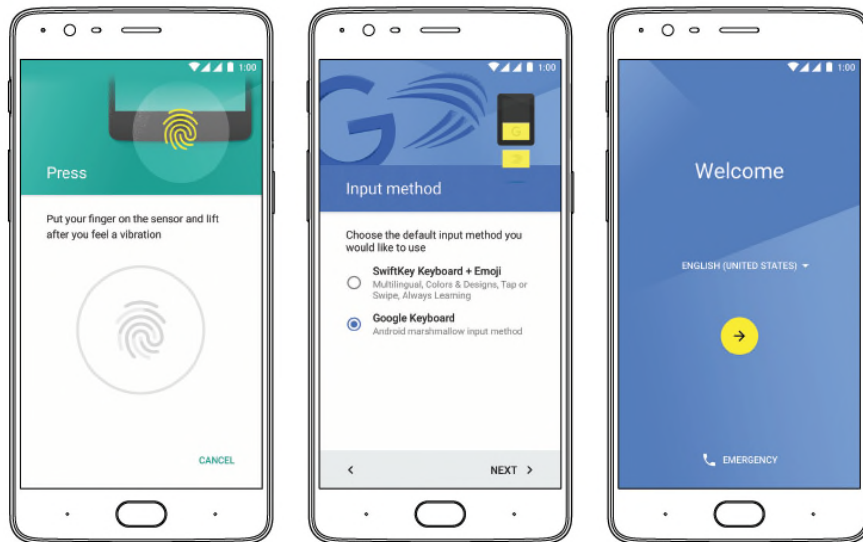 1:00
Press
Put your finger on the sensor and lift
after you feel a vibration
CANCEL
1:00
G
G
Input method
Choose the default input method you
would like to use
SwiftKey Keyboard + Emoji
Multilingual, Colors & Designs, Tap or
Swipe, Always Learning
Google Keyboard
Android marshmallow input method
NEXT
1:00
Welcome
ENGLISH (UNITED STATES)
EMERGENCY